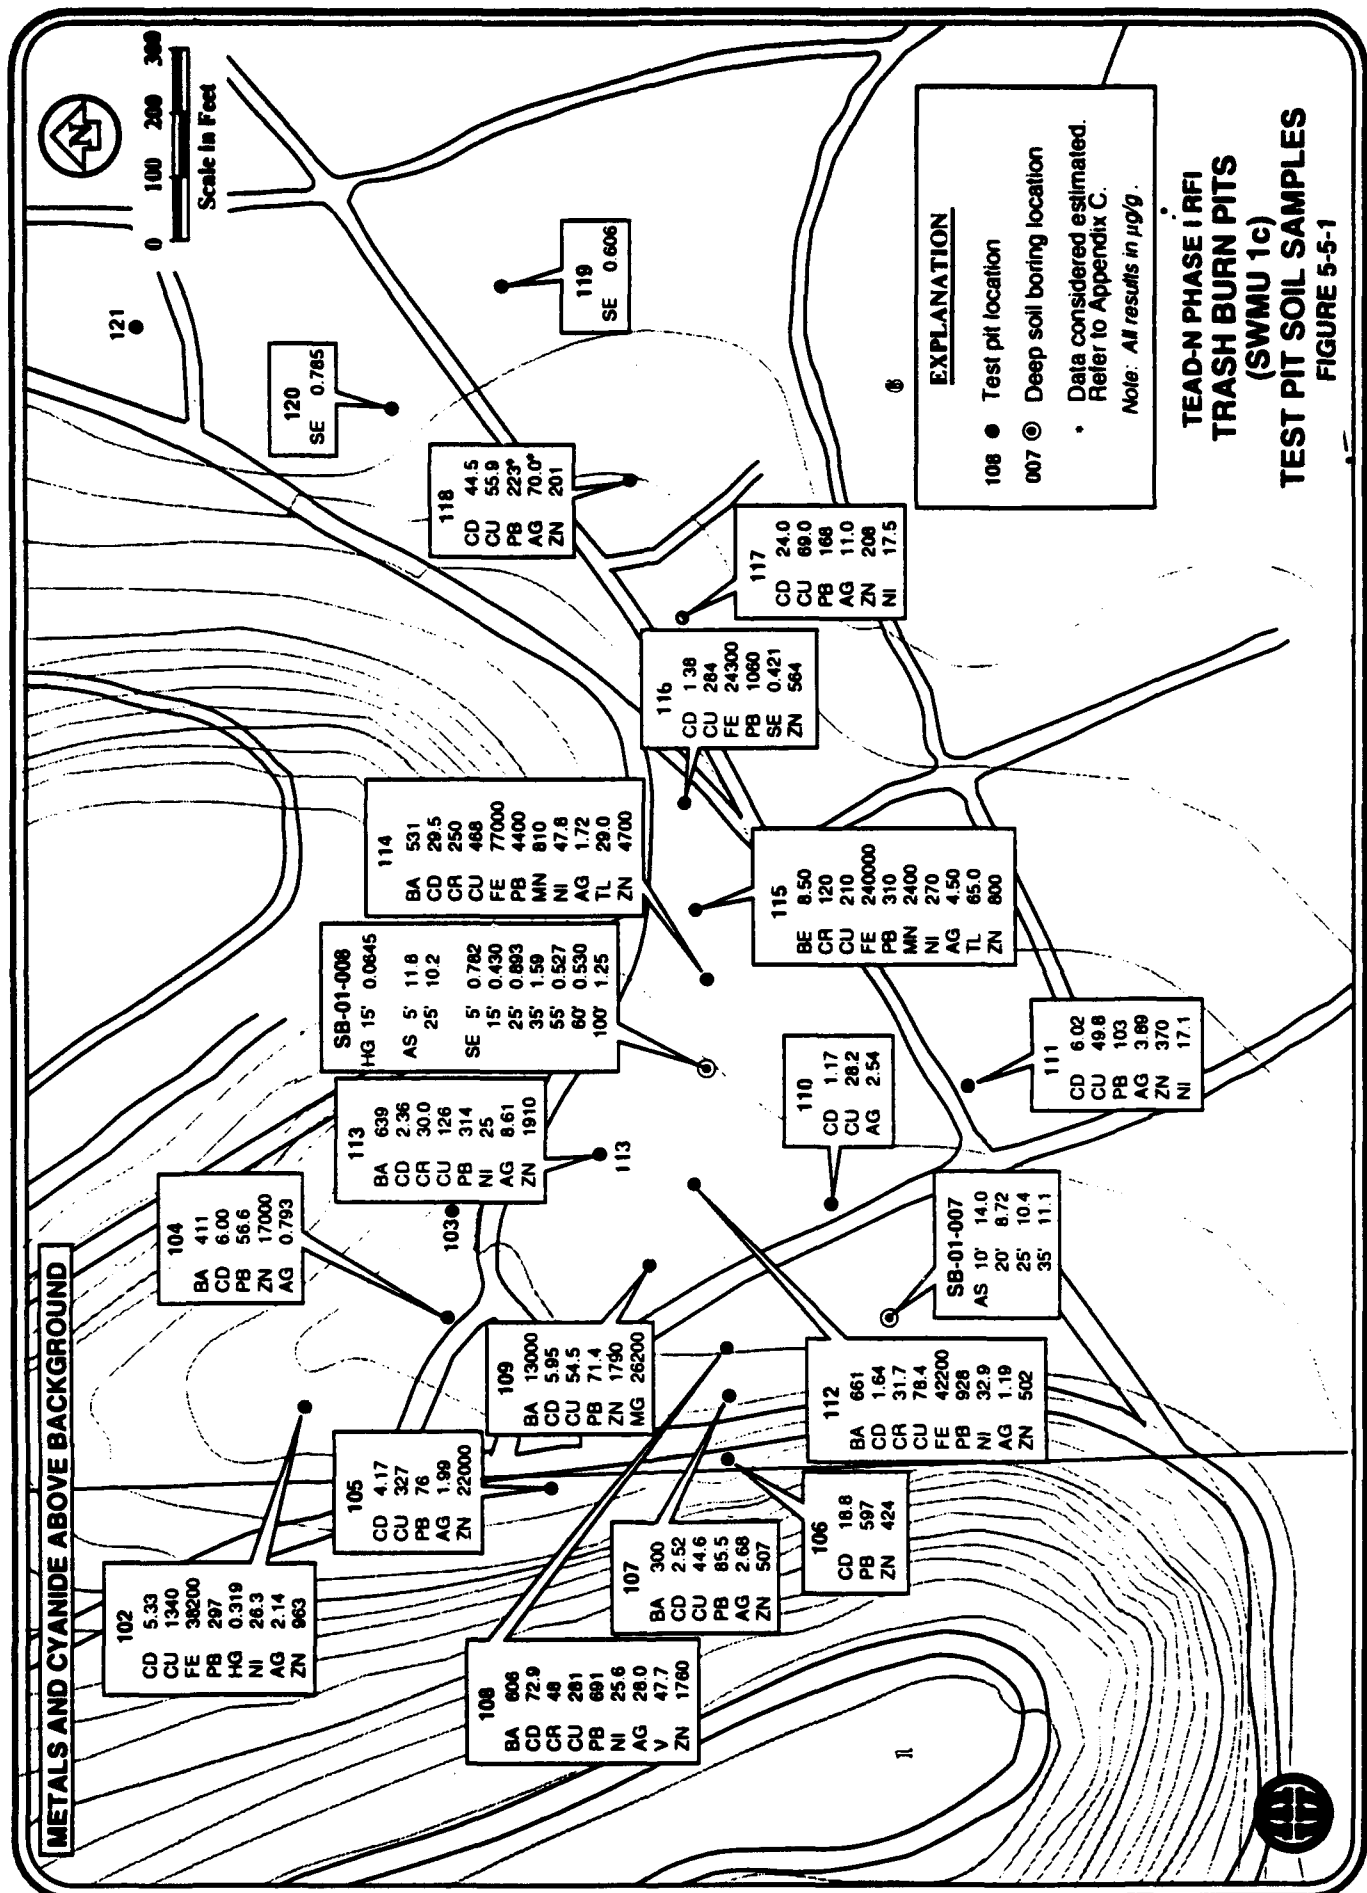 METALS AND CYANIDE ABOVE BACKGROUND
N
0 100 200 300
Scale in Feet
102
CD 5.33
CU 1340
FE 38200
PB 297
HG 0.319
NI 26.3
AG 2.14
ZN 963
104
BA 411
CD 6.00
PB 56.6
ZN 17000
AG 0.793
103
105
CD 4.17
CU 327
PB 76
AG 1.99
ZN 22000
113
BA 639
CD 2.36
CR 30.0
CU 126
PB 314
NI 25
AG 8.61
ZN 1910
113
SB-01-008
HG 15' 0.0645
AS 5' 11.8
25' 10.2
SE 5' 0.782
15' 0.430
25' 0.893
35' 1.59
55' 0.527
60' 0.530
100' 1.25
114
BA 531
CD 29.5
CR 250
CU 468
FE 77000
PB 4400
MN 810
NI 47.8
AG 1.72
TL 29.0
ZN 4700
118
CD 44.5
CU 55.9
PB 223*
AG 70.0*
ZN 201
120
SE 0.785
121
119
SE 0.606
108
BA 606
CD 72.9
CR 48
CU 281
PB 691
NI 25.6
AG 28.0
V 47.7
ZN 1760
109
BA 13000
CD 5.95
CU 54.5
PB 71.4
ZN 1790
MG 26200
107
BA 300
CD 2.52
CU 44.6
PB 85.5
AG 2.68
ZN 507
106
CD 18.8
PB 597
ZN 424
112
BA 661
CD 1.64
CR 31.7
CU 78.4
FE 42200
PB 928
NI 32.9
AG 1.19
ZN 502
110
CD 1.17
CU 28.2
AG 2.54
SB-01-007
AS 10' 14.0
20' 8.72
25' 10.4
35' 11.1
111
CD 6.02
CU 49.8
PB 103
AG 3.89
ZN 370
NI 17.1
115
BE 8.50
CR 120
CU 210
FE 240000
PB 310
MN 2400
NI 270
AG 4.50
TL 65.0
ZN 800
116
CD 1 38
CU 284
FE 24300
PB 1060
SE 0.421
ZN 564
117
CD 24.0
CU 69.0
PB 168
AG 11.0
ZN 208
NI 17.5
EXPLANATION
108 Test pit location
007 Deep soil boring location
* Data considered estimated.
Refer to Appendix C.
Note: All results in µg/g.
TEAD-N PHASE I RFI
TRASH BURN PITS
(SWMU 1c)
TEST PIT SOIL SAMPLES
FIGURE 5-5-1